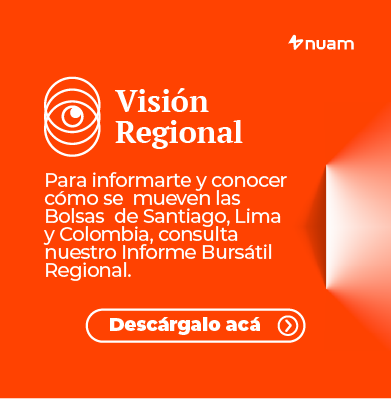 nuam
Visión
Regional
Para informarte y conocer
cómo se mueven las
Bolsas de Santiago, Lima
y Colombia, consulta
nuestro Informe Bursátil
Regional.
Descárgalo acá